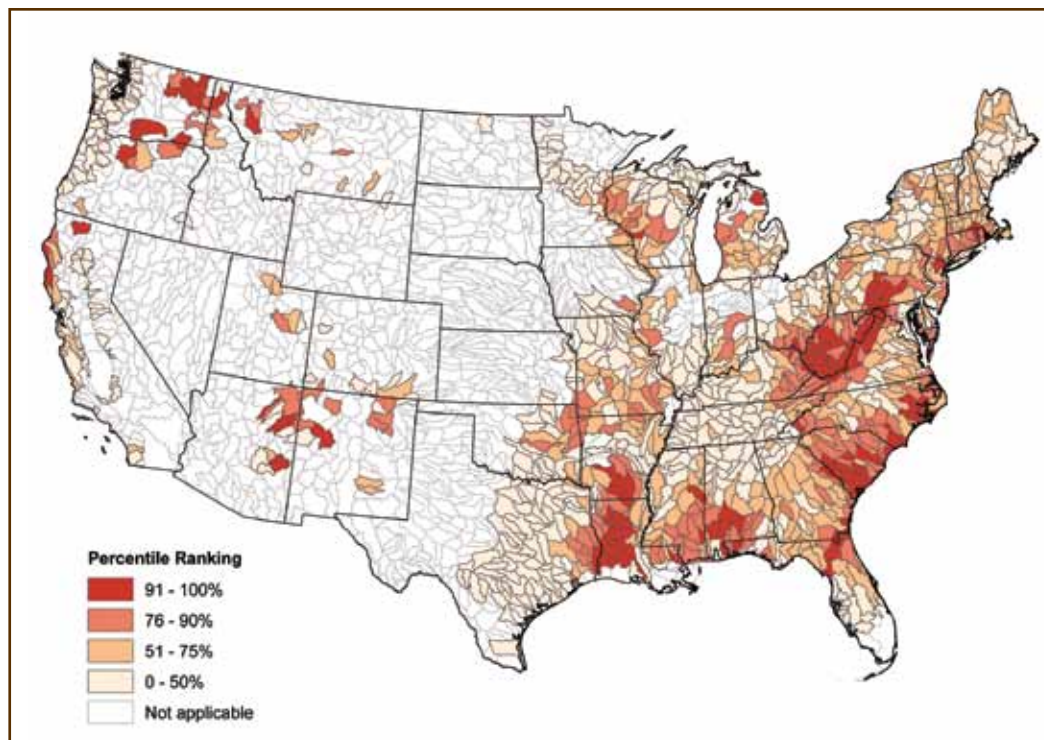 Percentile Ranking
91 - 100%
76 - 90%
51 - 75%
0 - 50%
Not applicable